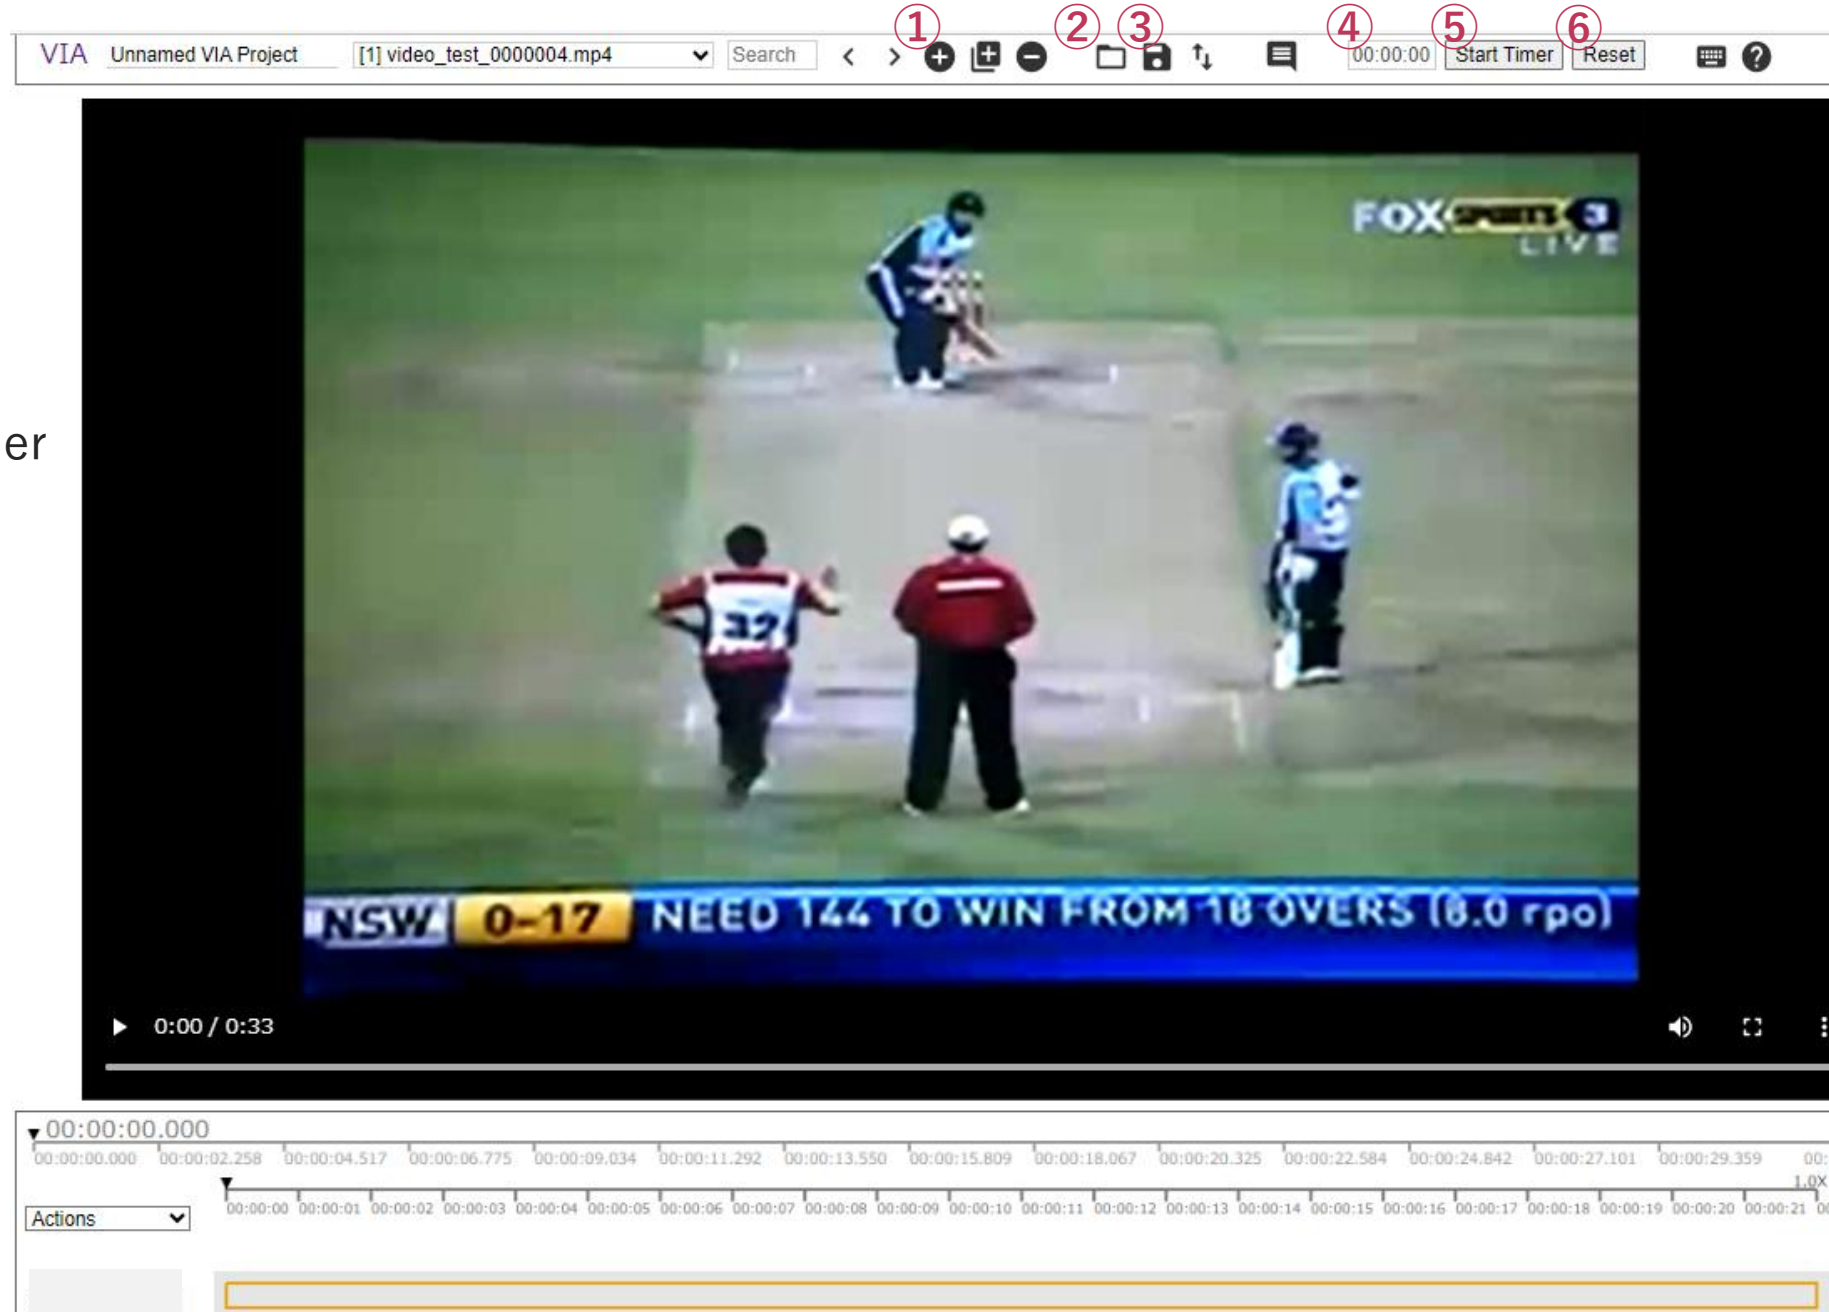 ① ② ③ ④ ⑤ ⑥
VIA Unnamed VIA Project [1] video_test_0000004.mp4 Search 00:00:00 Start Timer Reset
FOX SPORTS 3
LIVE
er
32
NSW 0-17 NEED 144 TO WIN FROM 18 OVERS (8.0 rpo)
0:00 / 0:33
00:00:00.000
00:00:00.000 00:00:02.258 00:00:04.517 00:00:06.775 00:00:09.034 00:00:11.292 00:00:13.550 00:00:15.809 00:00:18.067 00:00:20.325 00:00:22.584 00:00:24.842 00:00:27.101 00:00:29.359 00:
1.0X
00:00:00 00:00:01 00:00:02 00:00:03 00:00:04 00:00:05 00:00:06 00:00:07 00:00:08 00:00:09 00:00:10 00:00:11 00:00:12 00:00:13 00:00:14 00:00:15 00:00:16 00:00:17 00:00:18 00:00:19 00:00:20 00:00:21
Actions